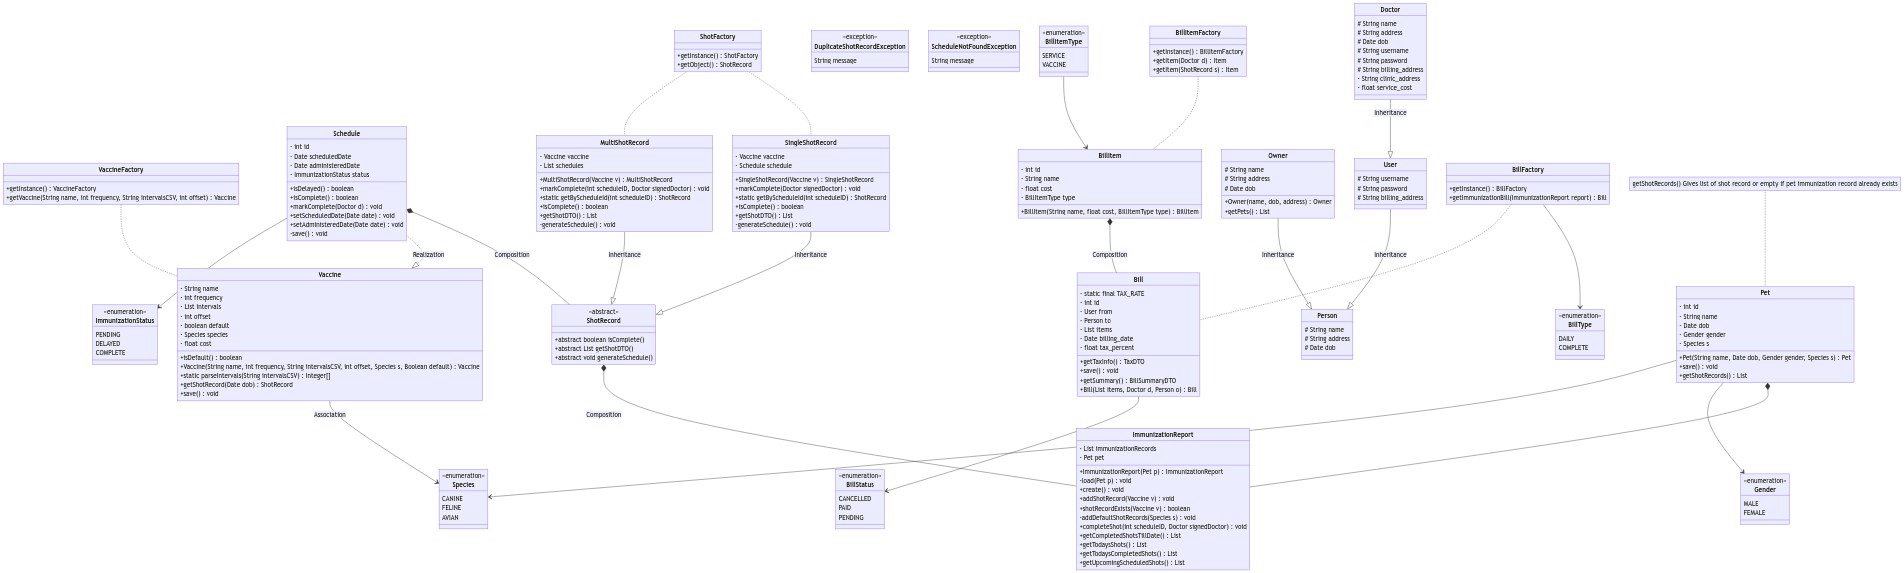 Doctor
# String name
# String address
# Date dob
# String username
# String password
# String billing_address
- String clinic_address
- float service_cost
ShotFactory
+getInstance() : ShotFactory
+getObject() : ShotRecord
«exception»
DuplicateShotRecordException
String message
«exception»
ScheduleNotFoundException
String message
«enumeration»
BillItemType
SERVICE
VACCINE
BillItemFactory
+getInstance() : BillItemFactory
+getItem(Doctor d) : Item
+getItem(ShotRecord s) : Item
Inheritance
VaccineFactory
+getInstance() : VaccineFactory
+getVaccine(String name, int frequency, String intervalsCSV, int offset) : Vaccine
Schedule
- int id
- Date scheduledDate
- Date administeredDate
- ImmunizationStatus status
+isDelayed() : boolean
+isComplete() : boolean
+markComplete(Doctor d) : void
+setScheduledDate(Date date) : void
+setAdministeredDate(Date date) : void
-save() : void
MultiShotRecord
- Vaccine vaccine
- List schedules
+MultiShotRecord(Vaccine v) : MultiShotRecord
+markComplete(int scheduleID, Doctor signedDoctor) : void
+static getByScheduleId(int scheduleID) : ShotRecord
+isComplete() : boolean
+getShotDTO() : List
-generateSchedule() : void
SingleShotRecord
- Vaccine vaccine
- Schedule schedule
+SingleShotRecord(Vaccine v) : SingleShotRecord
+markComplete(Doctor signedDoctor) : void
+static getByScheduleId(int scheduleID) : ShotRecord
+isComplete() : boolean
+getShotDTO() : List
-generateSchedule() : void
BillItem
- int id
- String name
- float cost
- BillItemType type
+BillItem(String name, float cost, BillItemType type) : BillItem
Owner
# String name
# String address
# Date dob
+Owner(name, dob, address) : Owner
+getPets() : List
User
# String username
# String password
# String billing_address
BillFactory
+getInstance() : BillFactory
+getImmunizationBill(ImmunizationReport report) : Bill
getShotRecords() Gives list of shot record or empty if pet immunization record already exists
Realization
Composition
Inheritance
Inheritance
Composition
Inheritance
Inheritance
«enumeration»
ImmunizationStatus
PENDING
DELAYED
COMPLETE
Vaccine
- String name
- int frequency
- List intervals
- int offset
- boolean default
- Species species
- float cost
+isDefault() : boolean
+Vaccine(String name, int frequency, String intervalsCSV, int offset, Species s, Boolean default) : Vaccine
+static parseIntervals(String intervalsCSV) : Integer[]
+getShotRecord(Date dob) : ShotRecord
+save() : void
«abstract»
ShotRecord
+abstract boolean isComplete()
+abstract List getShotDTO()
+abstract void generateSchedule()
Bill
- static final TAX_RATE
- int id
- User from
- Person to
- List items
- Date billing_date
- float tax_percent
+getTaxInfo() : TaxDTO
+save() : void
+getSummary() : BillSummaryDTO
+Bill(List items, Doctor d, Person o) : Bill
Person
# String name
# String address
# Date dob
«enumeration»
BillType
DAILY
COMPLETE
Pet
- int id
- String name
- Date dob
- Gender gender
- Species s
+Pet(String name, Date dob, Gender gender, Species s) : Pet
+save() : void
+getShotRecords() : List
Association
Composition
«enumeration»
Species
CANINE
FELINE
AVIAN
«enumeration»
BillStatus
CANCELLED
PAID
PENDING
ImmunizationReport
- List immunizationRecords
- Pet pet
+ImmunizationReport(Pet p) : ImmunizationReport
-load(Pet p) : void
+create() : void
+addShotRecord(Vaccine v) : void
+shotRecordExists(Vaccine v) : boolean
-addDefaultShotRecords(Species s) : void
+completeShot(int scheduleID, Doctor signedDoctor) : void
+getCompletedShotsTillDate() : List
+getTodaysShots() : List
+getTodaysCompletedShots() : List
+getUpcomingScheduledShots() : List
«enumeration»
Gender
MALE
FEMALE